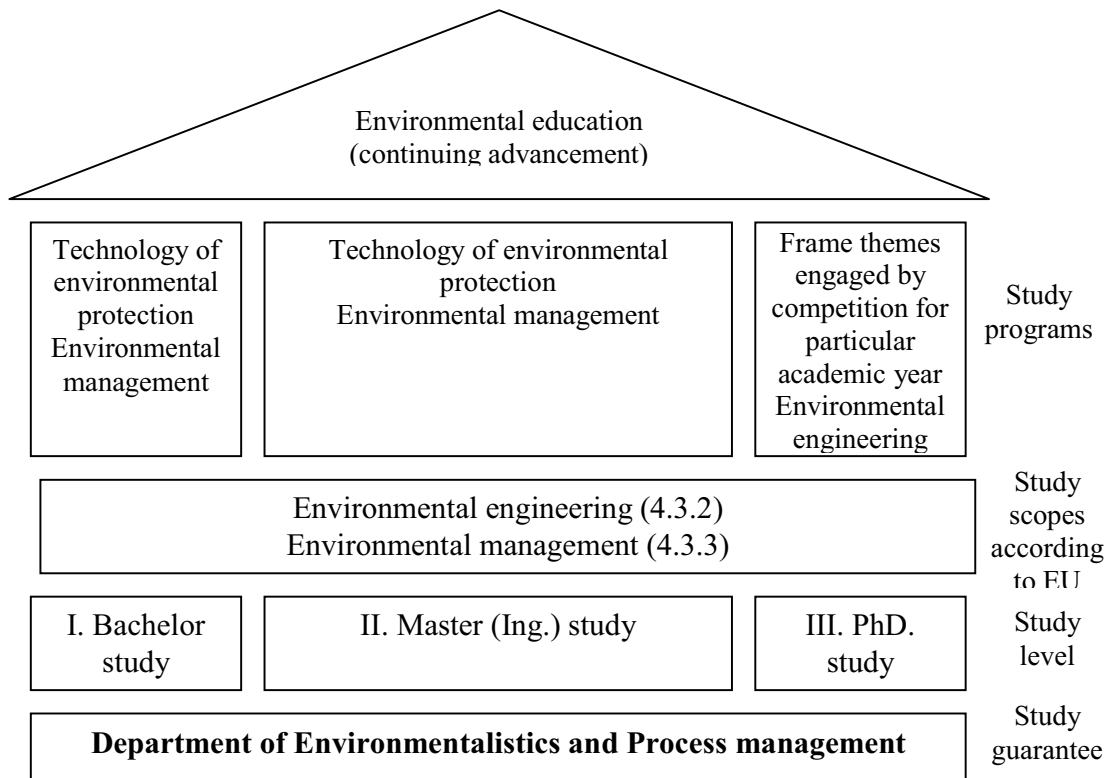 Environmental education
(continuing advancement)
Technology of
environmental
protection
Environmental
management
Technology of environmental
protection
Environmental management
Frame themes
engaged by
competition for
particular
academic year
Environmental
engineering
Study
programs
Environmental engineering (4.3.2)
Environmental management (4.3.3)
Study
scopes
according
to EU
I. Bachelor
study
II. Master (Ing.) study
III. PhD.
study
Study
level
Department of Environmentalistics and Process management
Study
guarantee